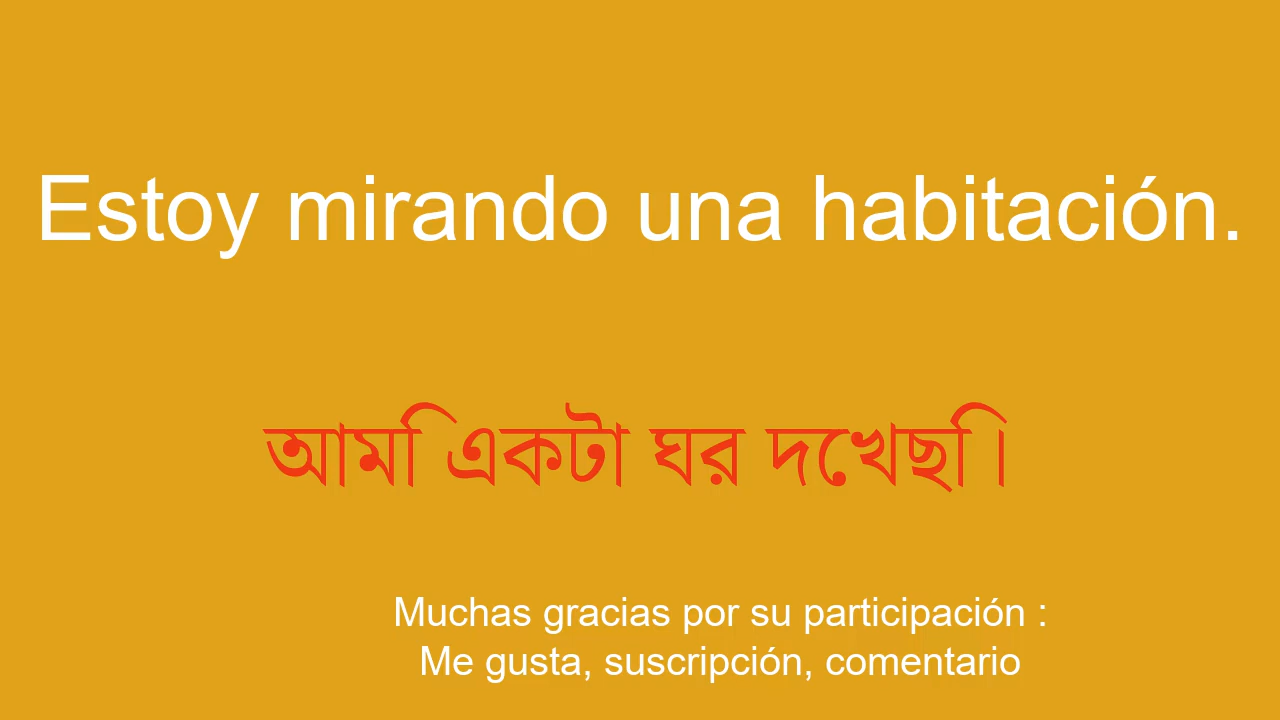 Estoy mirando una habitación.
আমি একটা ঘর দেখছি।
Muchas gracias por su participación :
Me gusta, suscripción, comentario